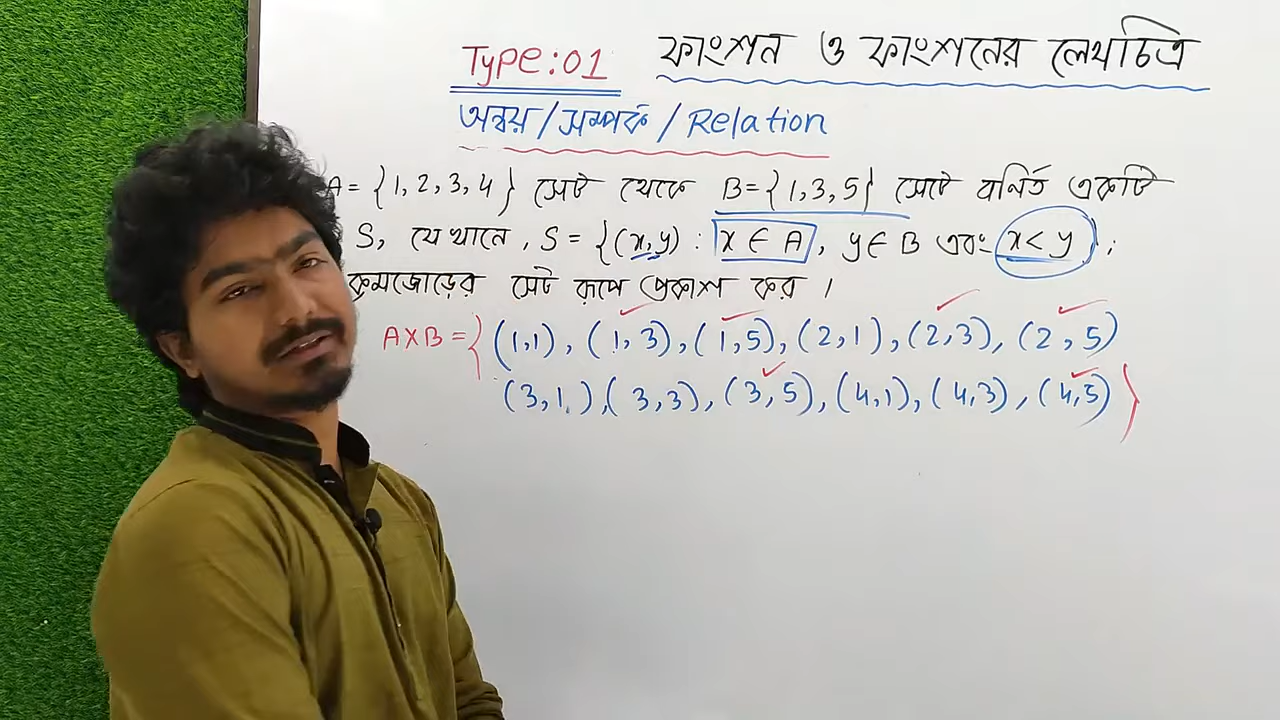 Type:01 ফাংশন ও ফাংশনের লেখচিত্র
অন্বয়/সম্পর্ক/Relation
A = {1, 2, 3, 4} সেট থেকে B = {1, 3, 5} সেটে বর্নিত একটি
S, যেখানে, S = {(x, y) : x ∈ A, y ∈ B এবং x < y};
ক্রমজোড়ের সেট রূপে প্রকাশ কর।
A×B = {(1,1), (1,3), (1,5), (2,1), (2,3), (2,5)
(3,1), (3,3), (3,5), (4,1), (4,3), (4,5)}